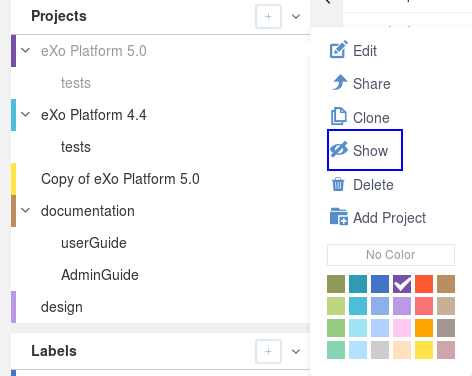 Projects
eXo Platform 5.0
tests
eXo Platform 4.4
tests
Copy of eXo Platform 5.0
documentation
userGuide
AdminGuide
design
Labels
Edit
Share
Clone
Show
Delete
Add Project
No Color